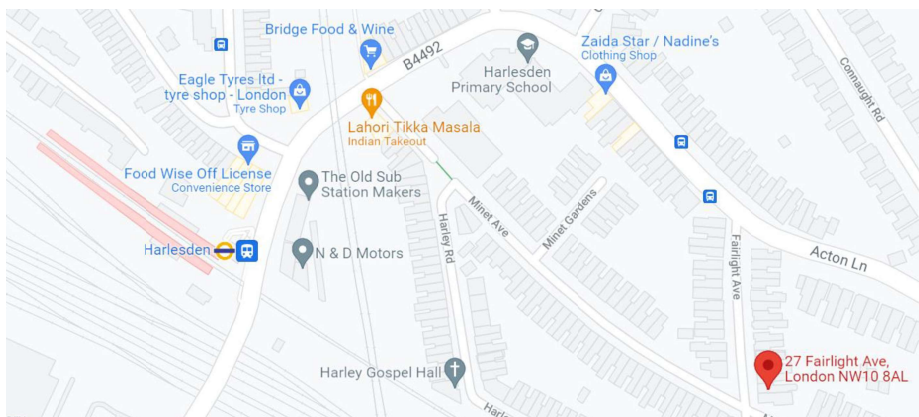 Bridge Food & Wine
B4492
Zaida Star / Nadine's
Clothing Shop
Harlesden
Primary School
Connaught Rd
Eagle Tyres ltd -
tyre shop - London
Tyre Shop
Lahori Tikka Masala
Indian Takeout
Food Wise Off License
Convenience Store
The Old Sub
Station Makers
Harley Rd
Minet Ave
Minet Gardens
Fairlight Ave
Acton Ln
Harlesden
N & D Motors
27 Fairlight Ave,
London NW10 8AL
Harley Gospel Hall